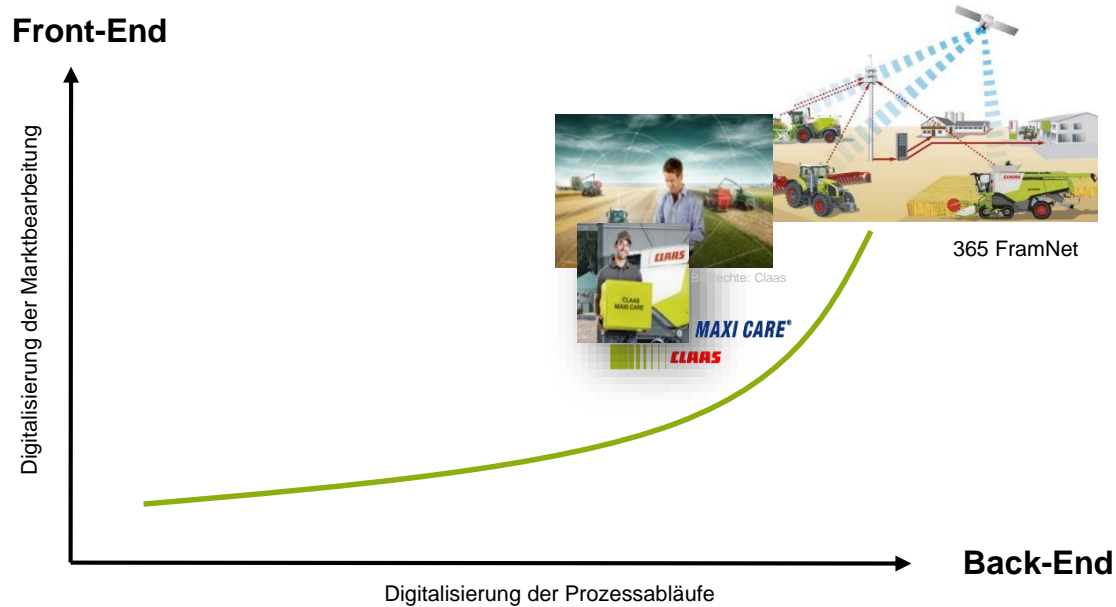 Front-End
Digitalisierung der Marktbearbeitung
CLAAS
365 FramNet
CLAAS
rechte: Claas
CLAAS
MAXI CARE
MAXI CARE®
CLAAS
Back-End
Digitalisierung der Prozessabläufe